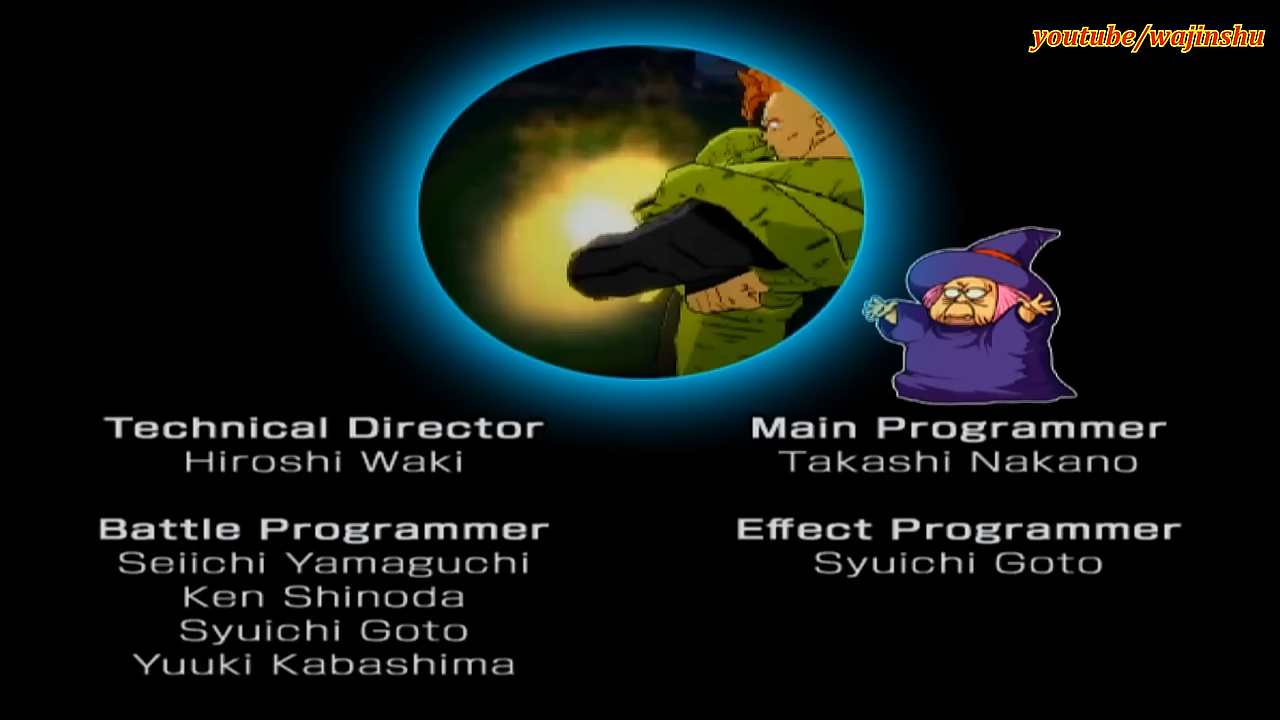 youtube/wajinshu
Technical Director
Hiroshi Waki
Main Programmer
Takashi Nakano
Battle Programmer
Seiichi Yamaguchi
Ken Shinoda
Syuichi Goto
Yuuki Kabashima
Effect Programmer
Syuichi Goto